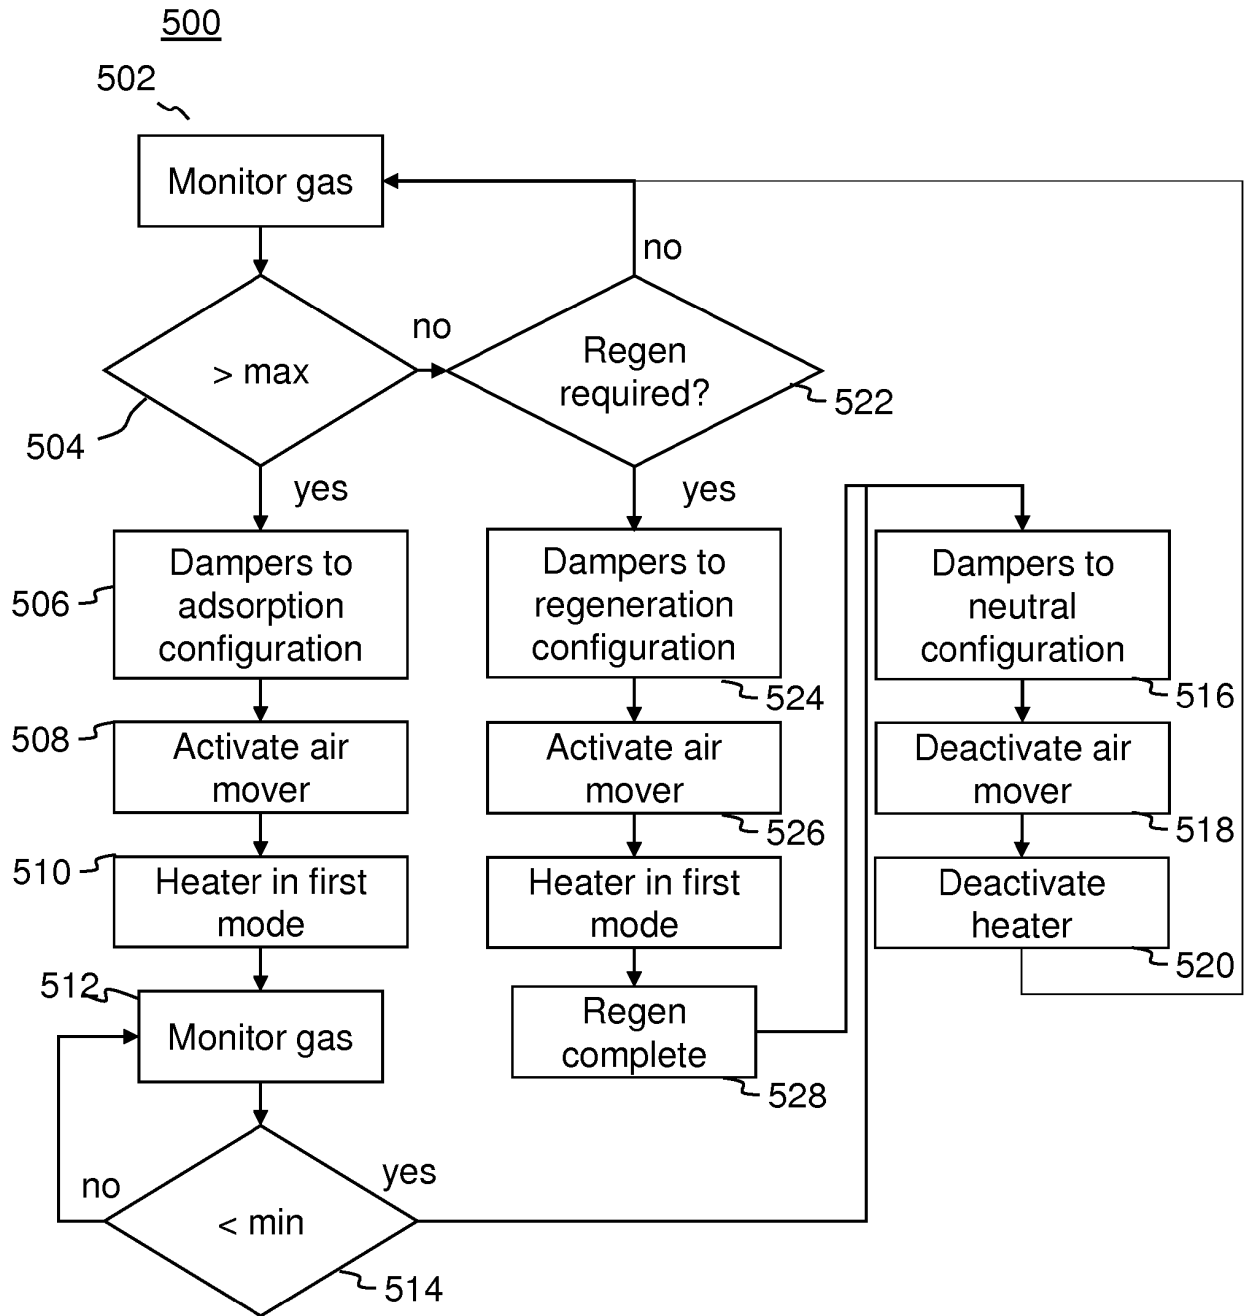 500
502
Monitor gas
no
no
> max
Regen
required?
522
504
yes
yes
506
Dampers to
adsorption
configuration
Dampers to
regeneration
configuration
524
Dampers to
neutral
configuration
516
508
Activate air
mover
Activate air
mover
526
Deactivate air
mover
518
510
Heater in first
mode
Heater in first
mode
Deactivate
heater
520
512
Monitor gas
Regen
complete
528
no
yes
< min
514